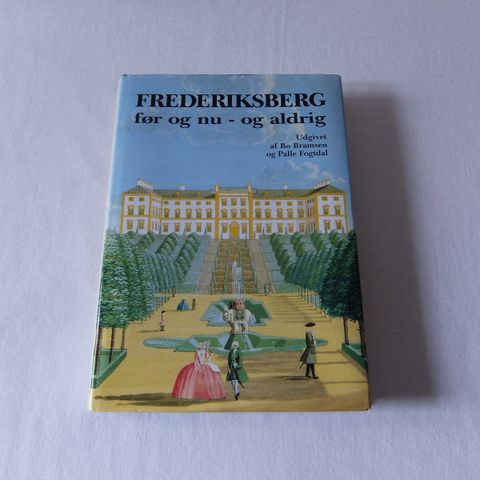 FREDERIKSBERG
før og nu - og aldrig
Udgivet
af Bo Bramsen
og Palle Fogtdal